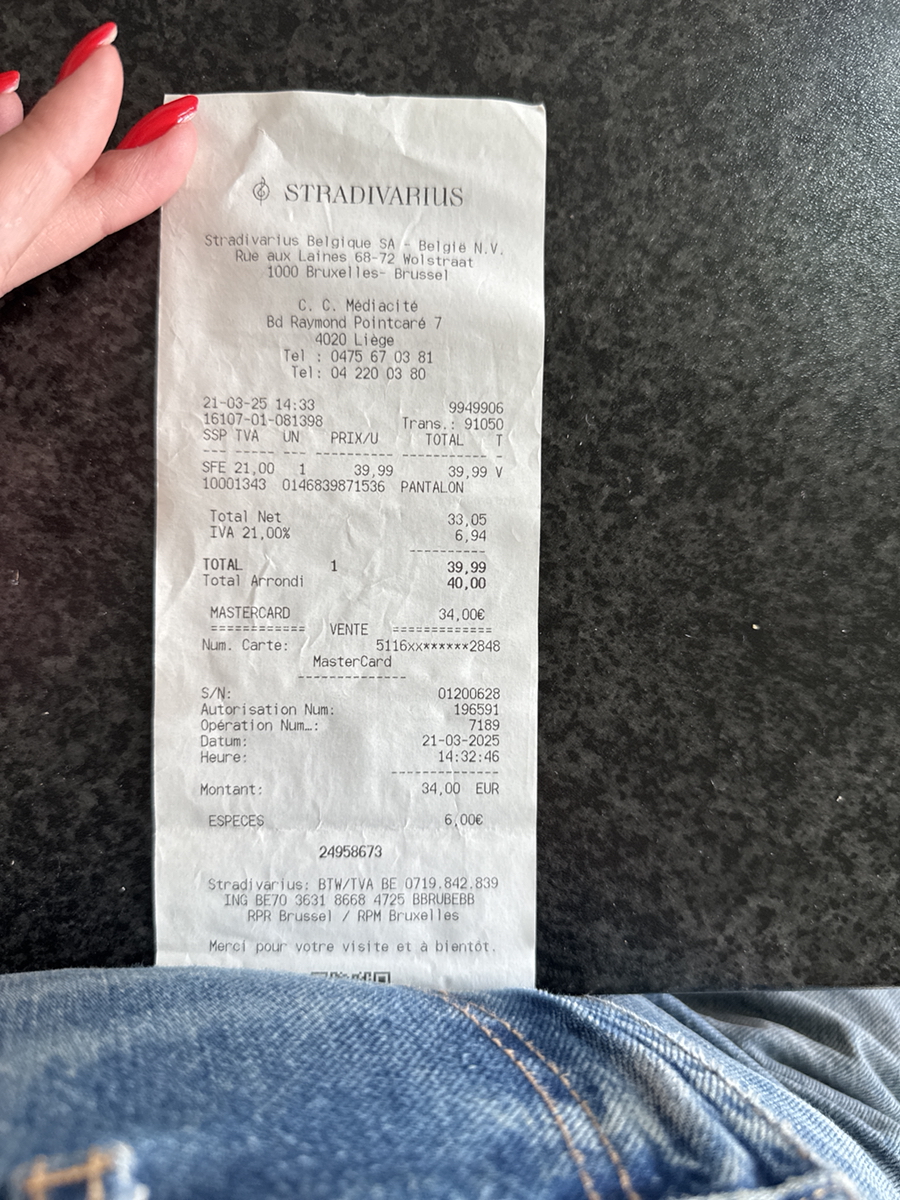 STRADIVARIUS
Stradivarius Belgique SA - België N.V.
Rue aux Laines 68-72 Wolstraat
1000 Bruxelles- Brussel
C. C. Médiacité
Bd Raymond Pointcaré 7
4020 Liège
Tel : 0475 67 03 81
Tel: 04 220 03 80
21-03-25 14:33 9949906
16107-01-081398 Trans.: 91050
SSP TVA UN PRIX/U TOTAL T
--- ----- --- ---------- ----------- -
SFE 21,00 1 39,99 39,99 V
10001343 0146839871536 PANTALON
Total Net 33,05
IVA 21,00% 6,94
----------
TOTAL 1 39,99
Total Arrondi 40,00
MASTERCARD 34,00€
============ VENTE =============
Num. Carte: 5116xx******2848
MasterCard
--------------
S/N: 01200628
Autorisation Num: 196591
Opération Num…: 7189
Datum: 21-03-2025
Heure: 14:32:46
--------------
Montant: 34,00 EUR
ESPECES 6,00€
24958673
Stradivarius: BTW/TVA BE 0719.842.839
ING BE70 3631 8668 4725 BBRUBEBB
RPR Brussel / RPM Bruxelles
Merci pour votre visite et à bientôt.